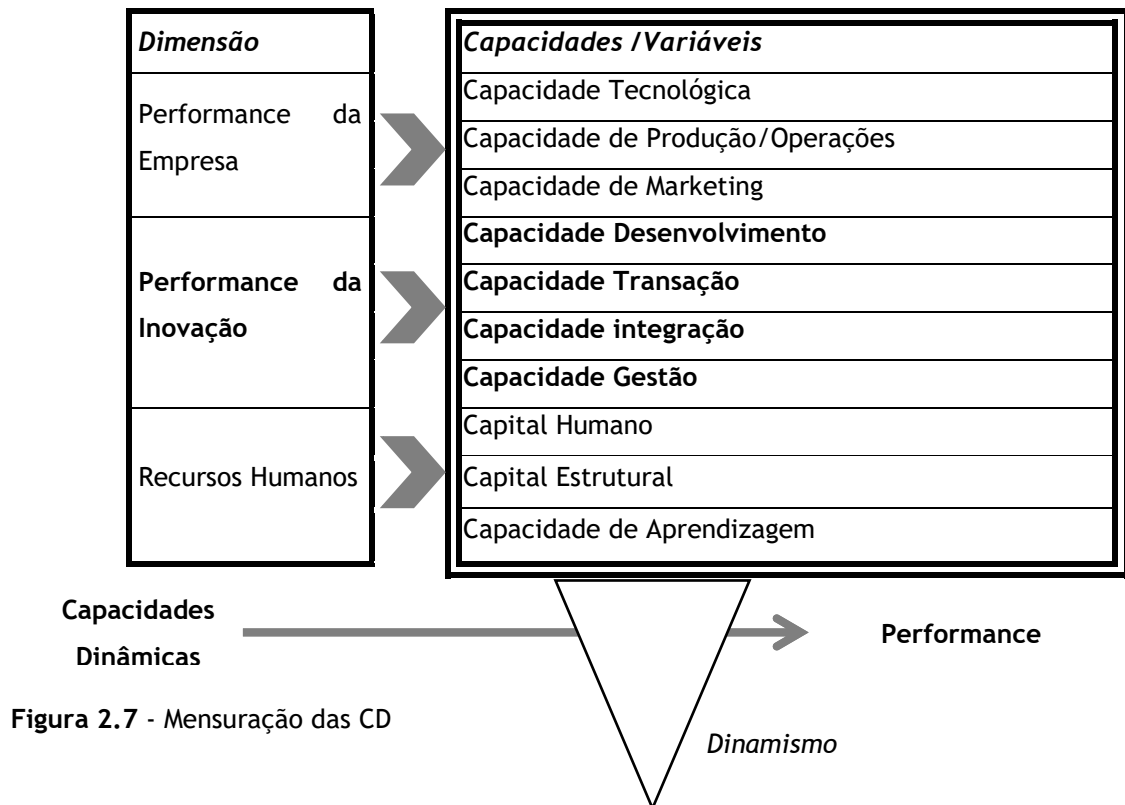 Dimensão
Capacidades /Variáveis
Performance da
Empresa
Capacidade Tecnológica
Capacidade de Produção/Operações
Capacidade de Marketing
Performance da
Inovação
Capacidade Desenvolvimento
Capacidade Transação
Capacidade integração
Capacidade Gestão
Recursos Humanos
Capital Humano
Capital Estrutural
Capacidade de Aprendizagem
Capacidades
Dinâmicas
Performance
Figura 2.7 - Mensuração das CD
Dinamismo